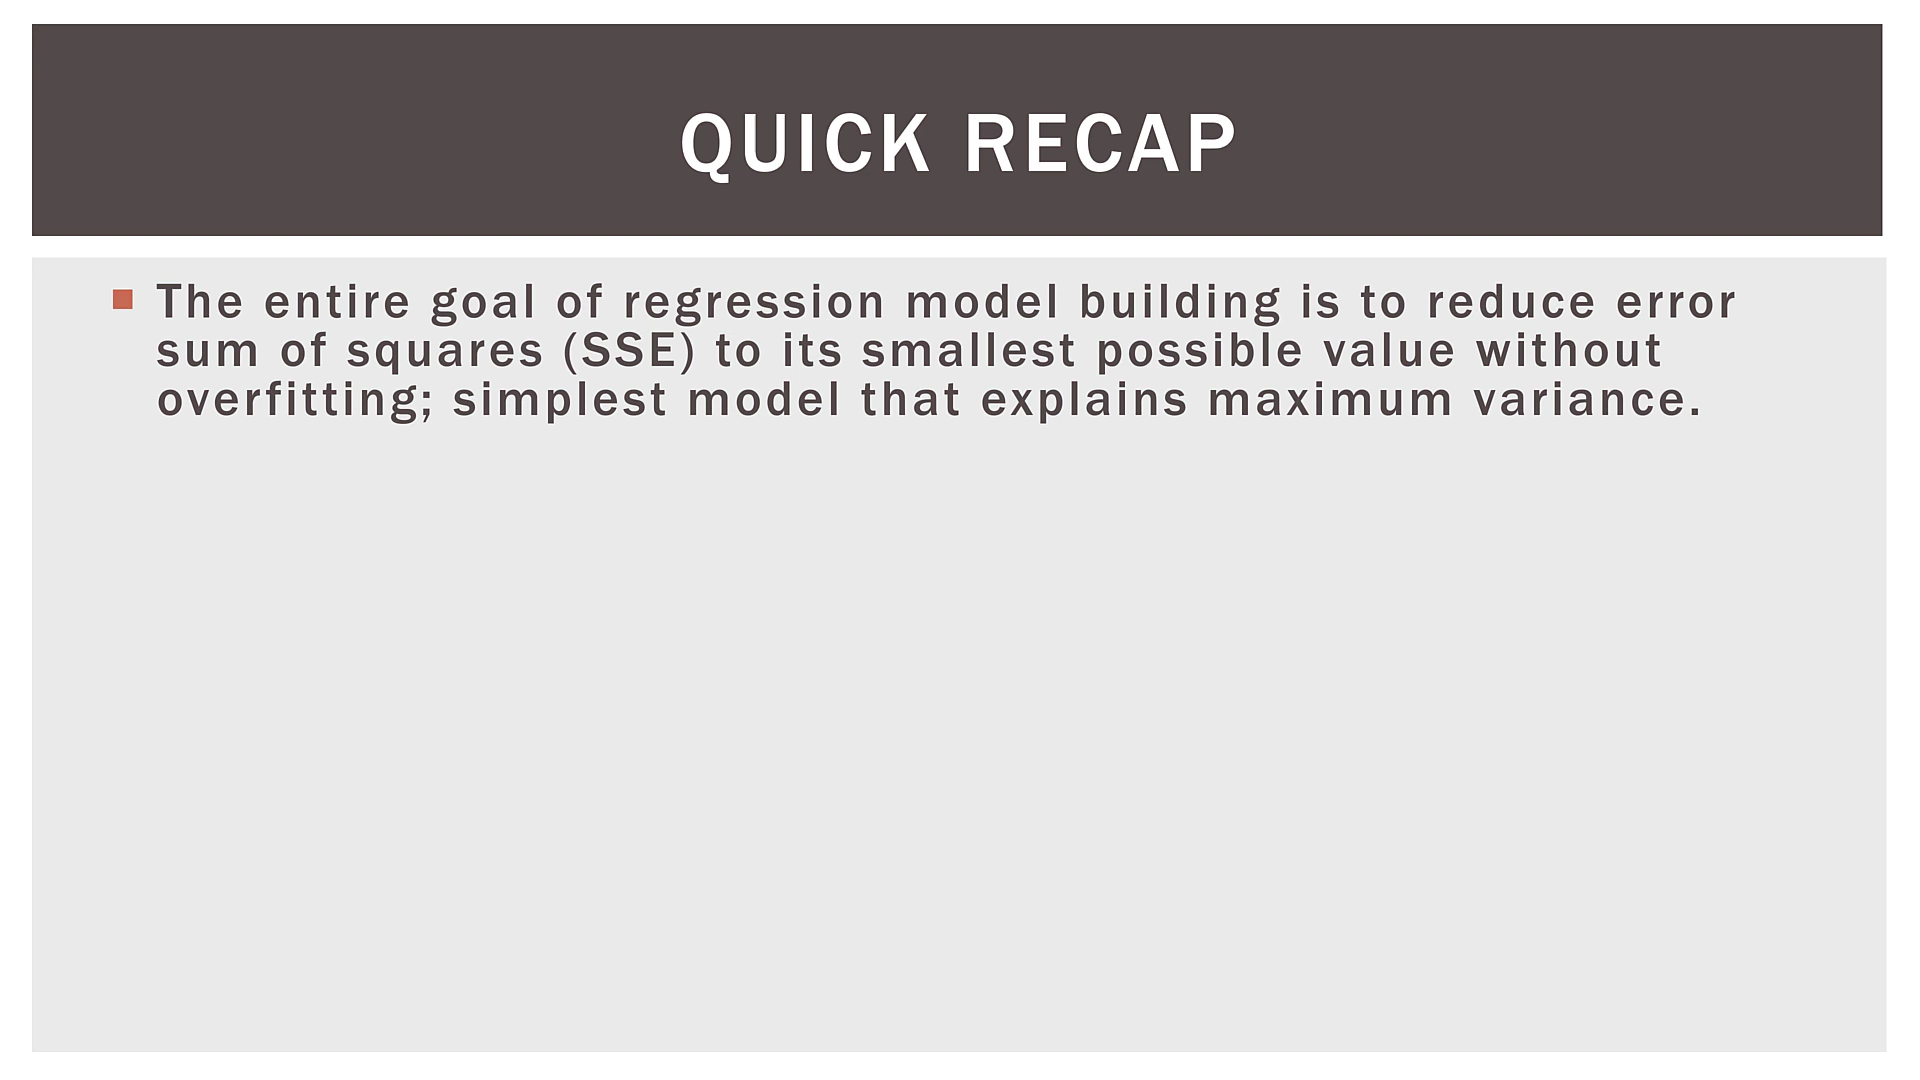 QUICK RECAP
The entire goal of regression model building is to reduce error
sum of squares (SSE) to its smallest possible value without
overfitting; simplest model that explains maximum variance.